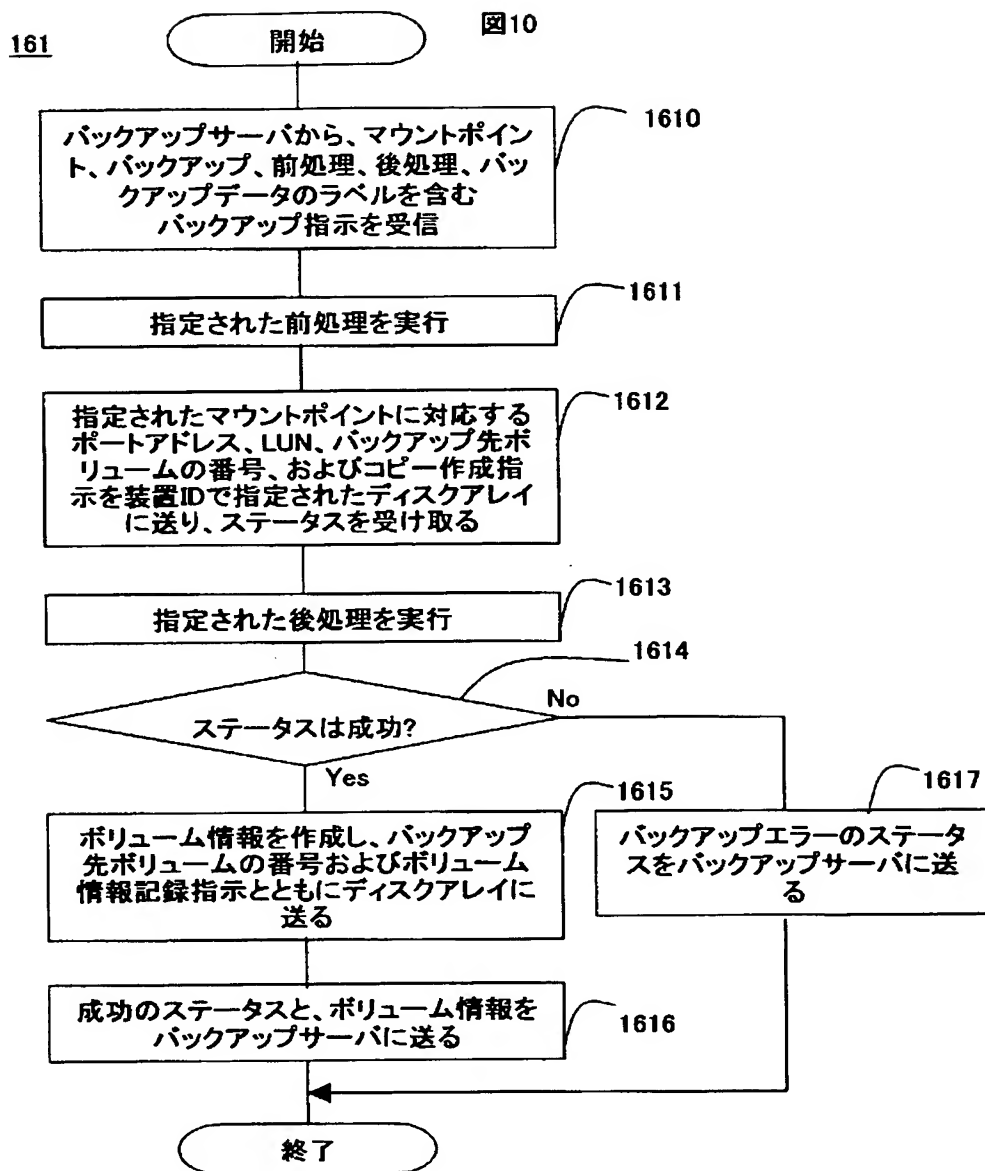 図10
161
開始
1610
バックアップサーバから、マウントポイン
ト、バックアップ、前処理、後処理、バッ
クアップデータのラベルを含む
バックアップ指示を受信
1611
指定された前処理を実行
1612
指定されたマウントポイントに対応する
ポートアドレス、LUN、バックアップ先ボ
リュームの番号、およびコピー作成指
示を装置IDで指定されたディスクアレイ
に送り、ステータスを受け取る
1613
指定された後処理を実行
1614
ステータスは成功?
No
Yes
1615
ボリューム情報を作成し、バックアップ
先ボリュームの番号およびボリューム
情報記録指示とともにディスクアレイに
送る
1617
バックアップエラーのステータ
スをバックアップサーバに送
る
成功のステータスと、ボリューム情報を
バックアップサーバに送る
1616
終了